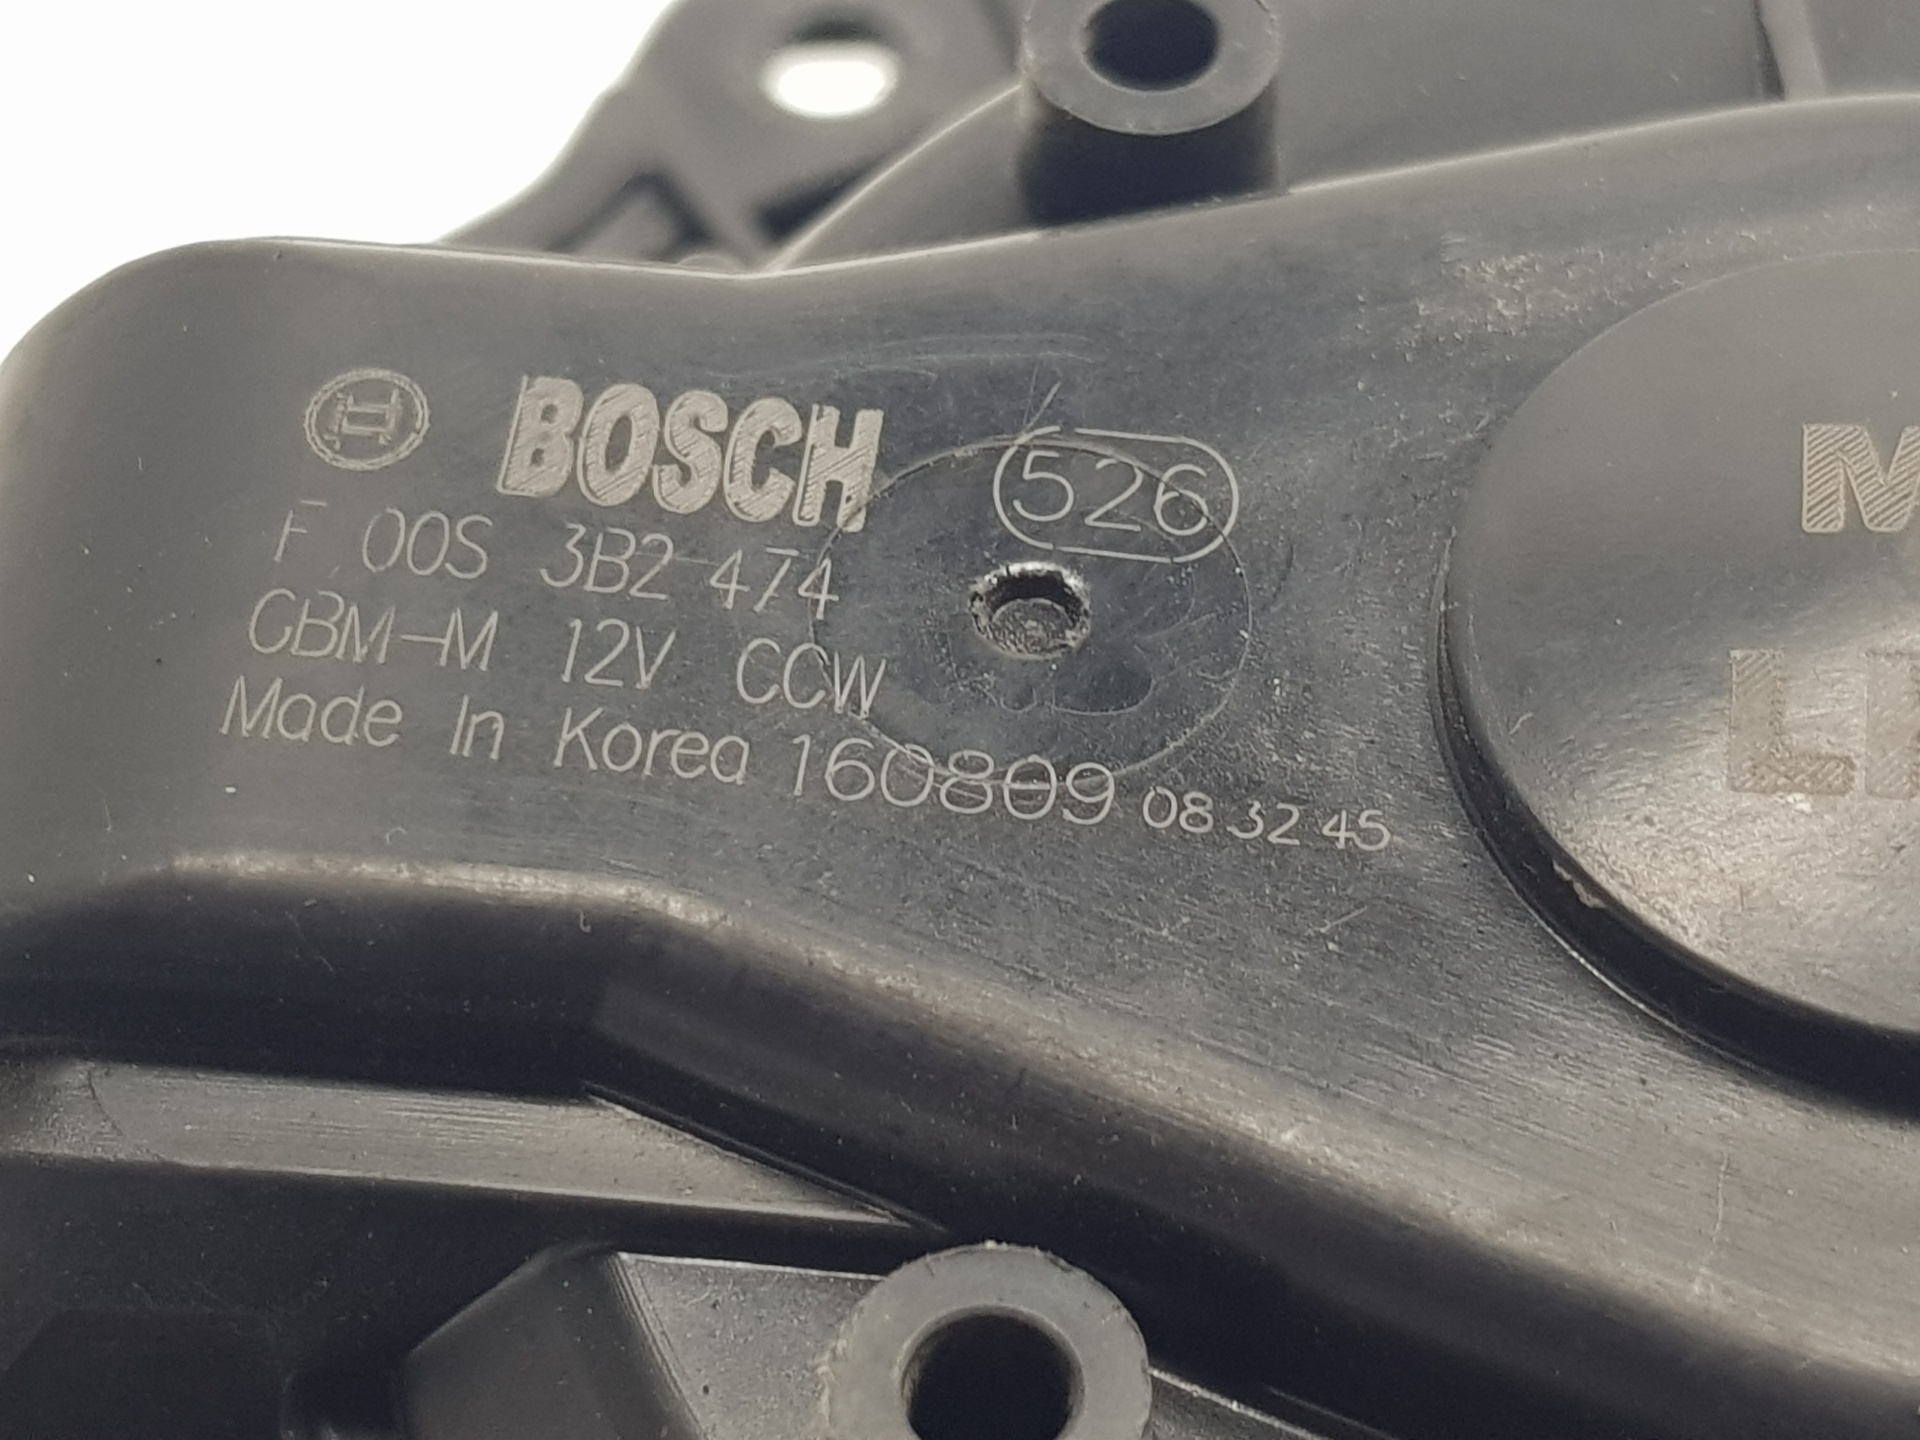 BOSCH
526
F 00S 3B2 474
CBM-M 12V CCW
Made In Korea 160809 08 32 45